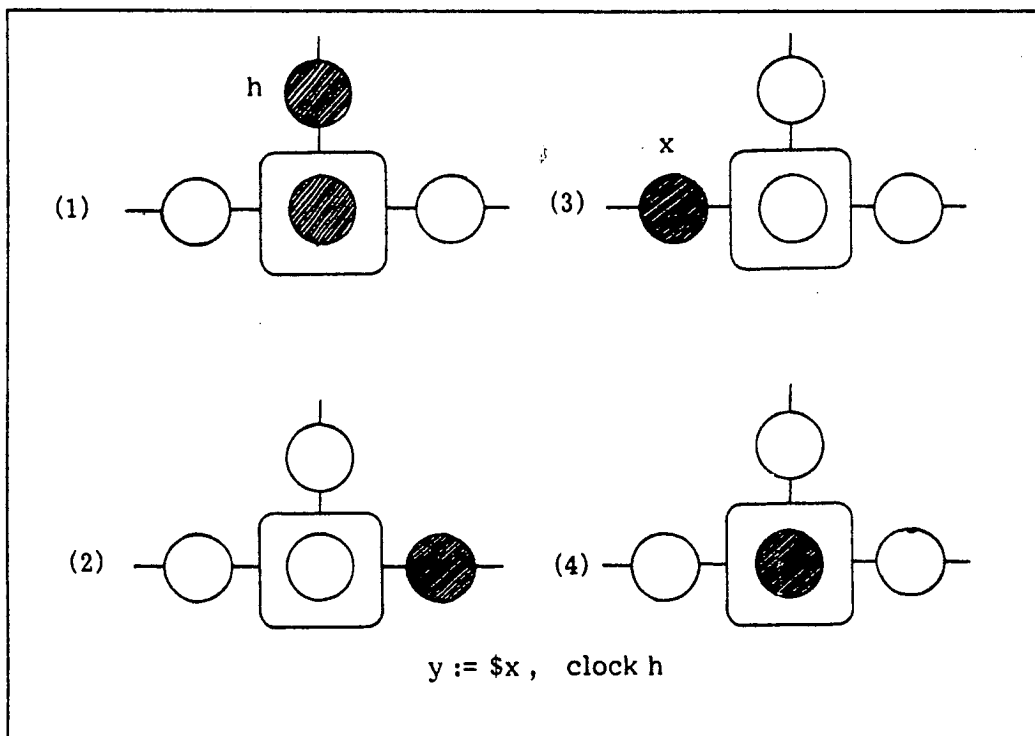 h
x
(1)
(3)
(2)
(4)
y := $x , clock h